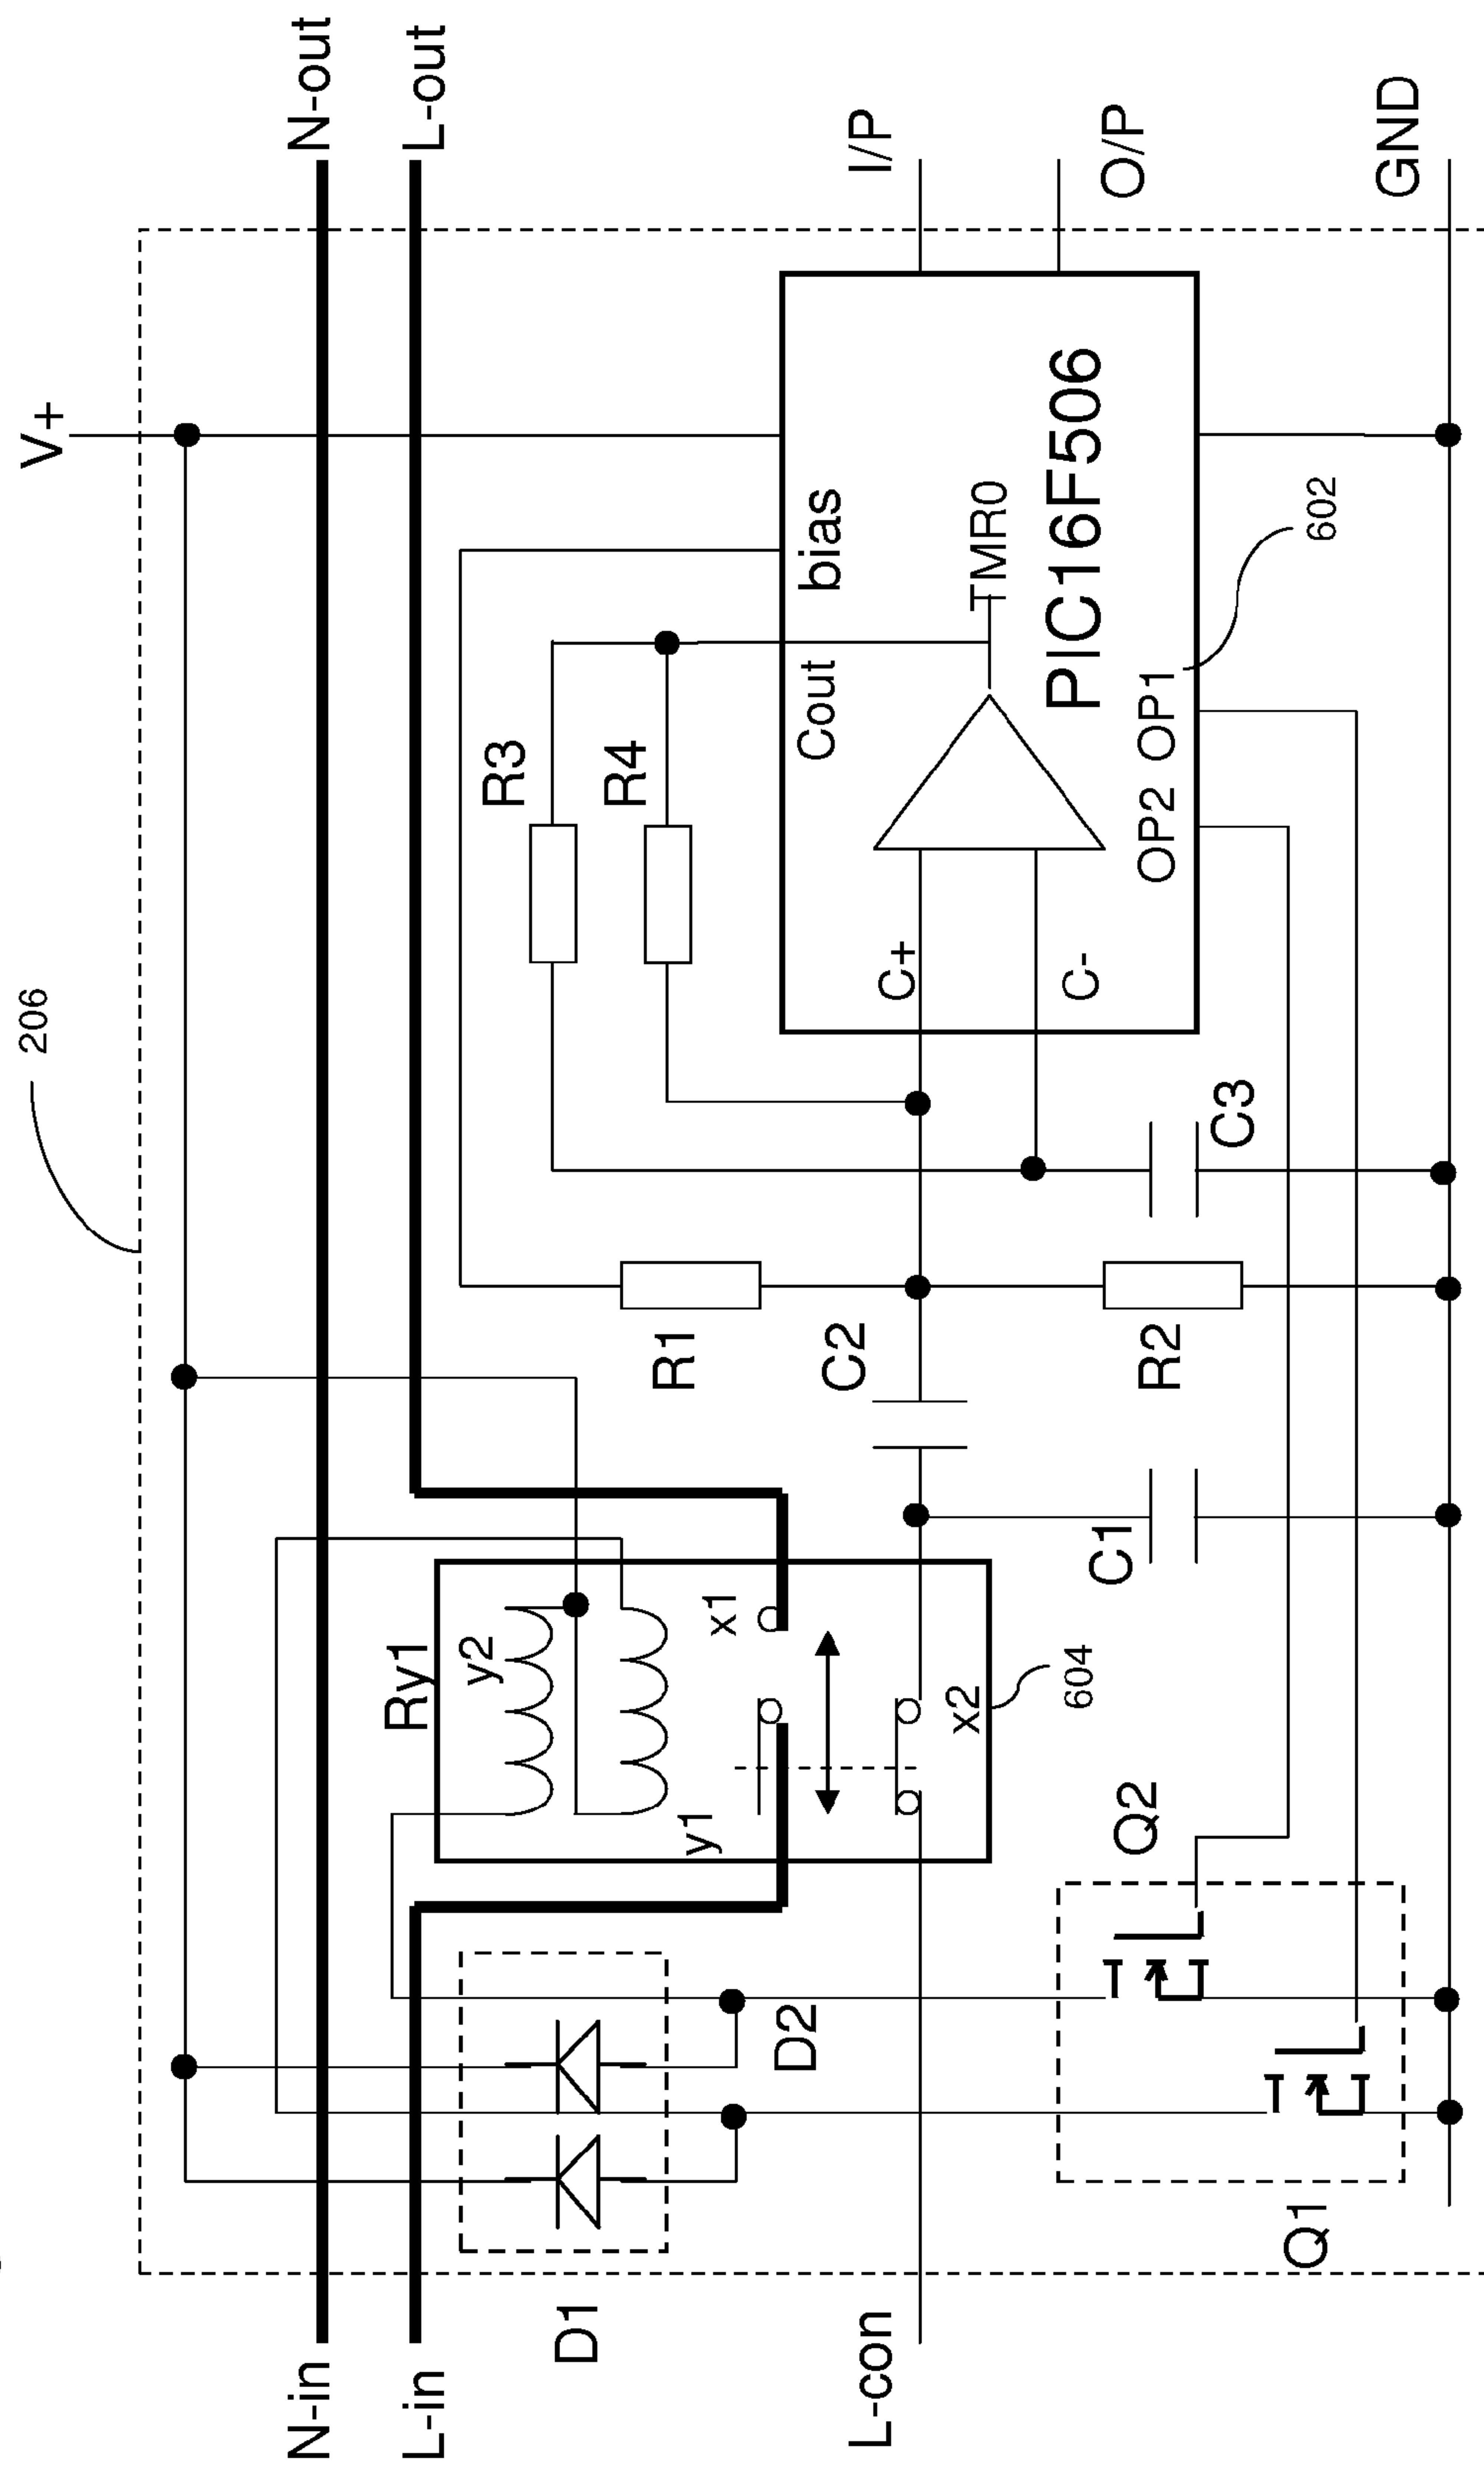 206
V+
N-in
N-out
L-in
L-out
D1
D2
Ry1
y2
y1
x1
x2
604
R3
R4
R1
C2
R2
C1
C3
L-con
Cout
bias
C+
C-
TMR0
PIC16F506
OP2
OP1
602
I/P
O/P
Q2
Q1
GND